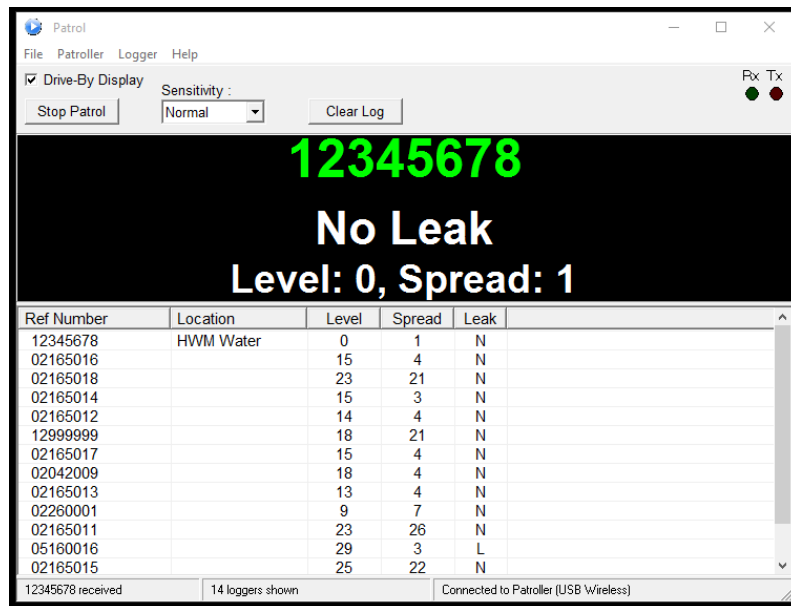 Patrol
File Patroller Logger Help
Drive-By Display
Sensitivity :
Rx Tx
Stop Patrol Normal Clear Log
12345678
No Leak
Level: 0, Spread: 1
Ref Number Location Level Spread Leak
12345678 HWM Water 0 1 N
02165016 15 4 N
02165018 23 21 N
02165014 15 3 N
02165012 14 4 N
12999999 18 21 N
02165017 15 4 N
02042009 18 4 N
02165013 13 4 N
02260001 9 7 N
02165011 23 26 N
05160016 29 3 L
02165015 25 22 N
12345678 received 14 loggers shown Connected to Patroller (USB Wireless)